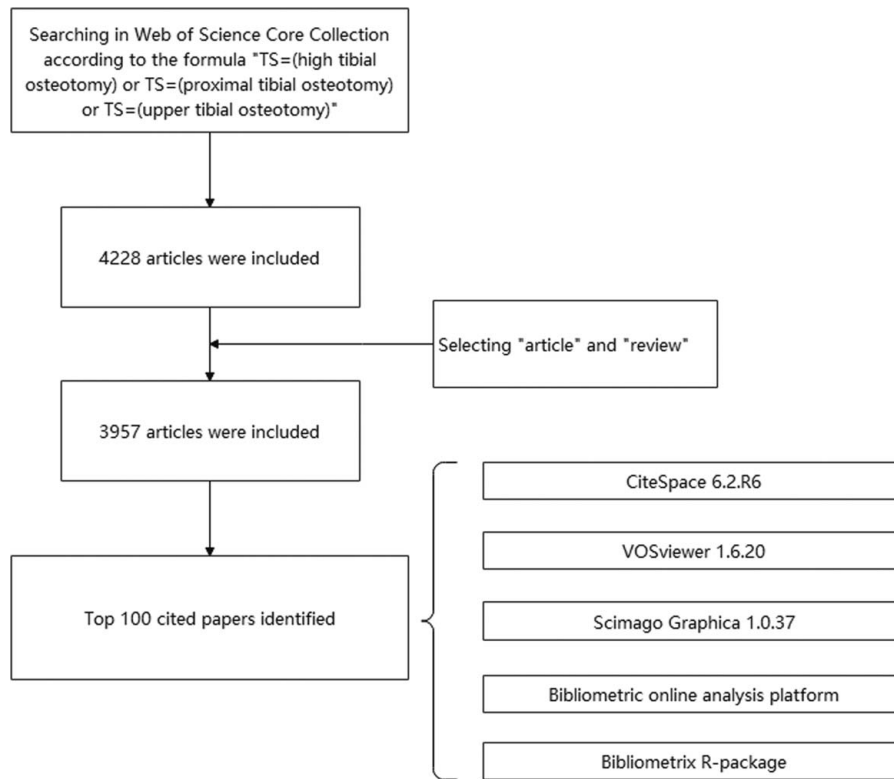 Searching in Web of Science Core Collection
according to the formula "TS=(high tibial
osteotomy) or TS=(proximal tibial osteotomy)
or TS=(upper tibial osteotomy)"
4228 articles were included
Selecting "article" and "review"
3957 articles were included
Top 100 cited papers identified
CiteSpace 6.2.R6
VOSviewer 1.6.20
Scimago Graphica 1.0.37
Bibliometric online analysis platform
Bibliometrix R-package